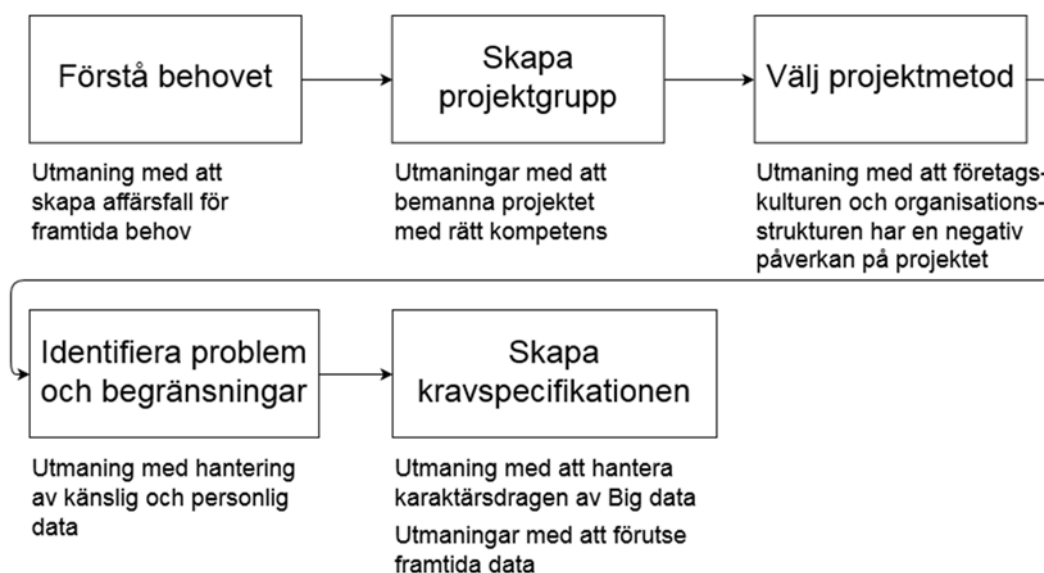 Förstå behovet
Skapa
projektgrupp
Välj projektmetod
Utmaning med att
skapa affärsfall för
framtida behov
Utmaningar med att
bemanna projektet
med rätt kompetens
Utmaning med att företags-
kulturen och organisations-
strukturen har en negativ
påverkan på projektet
Identifiera problem
och begränsningar
Skapa
kravspecifikationen
Utmaning med hantering
av känslig och personlig
data
Utmaning med att hantera
karaktärsdragen av Big data
Utmaningar med att förutse
framtida data